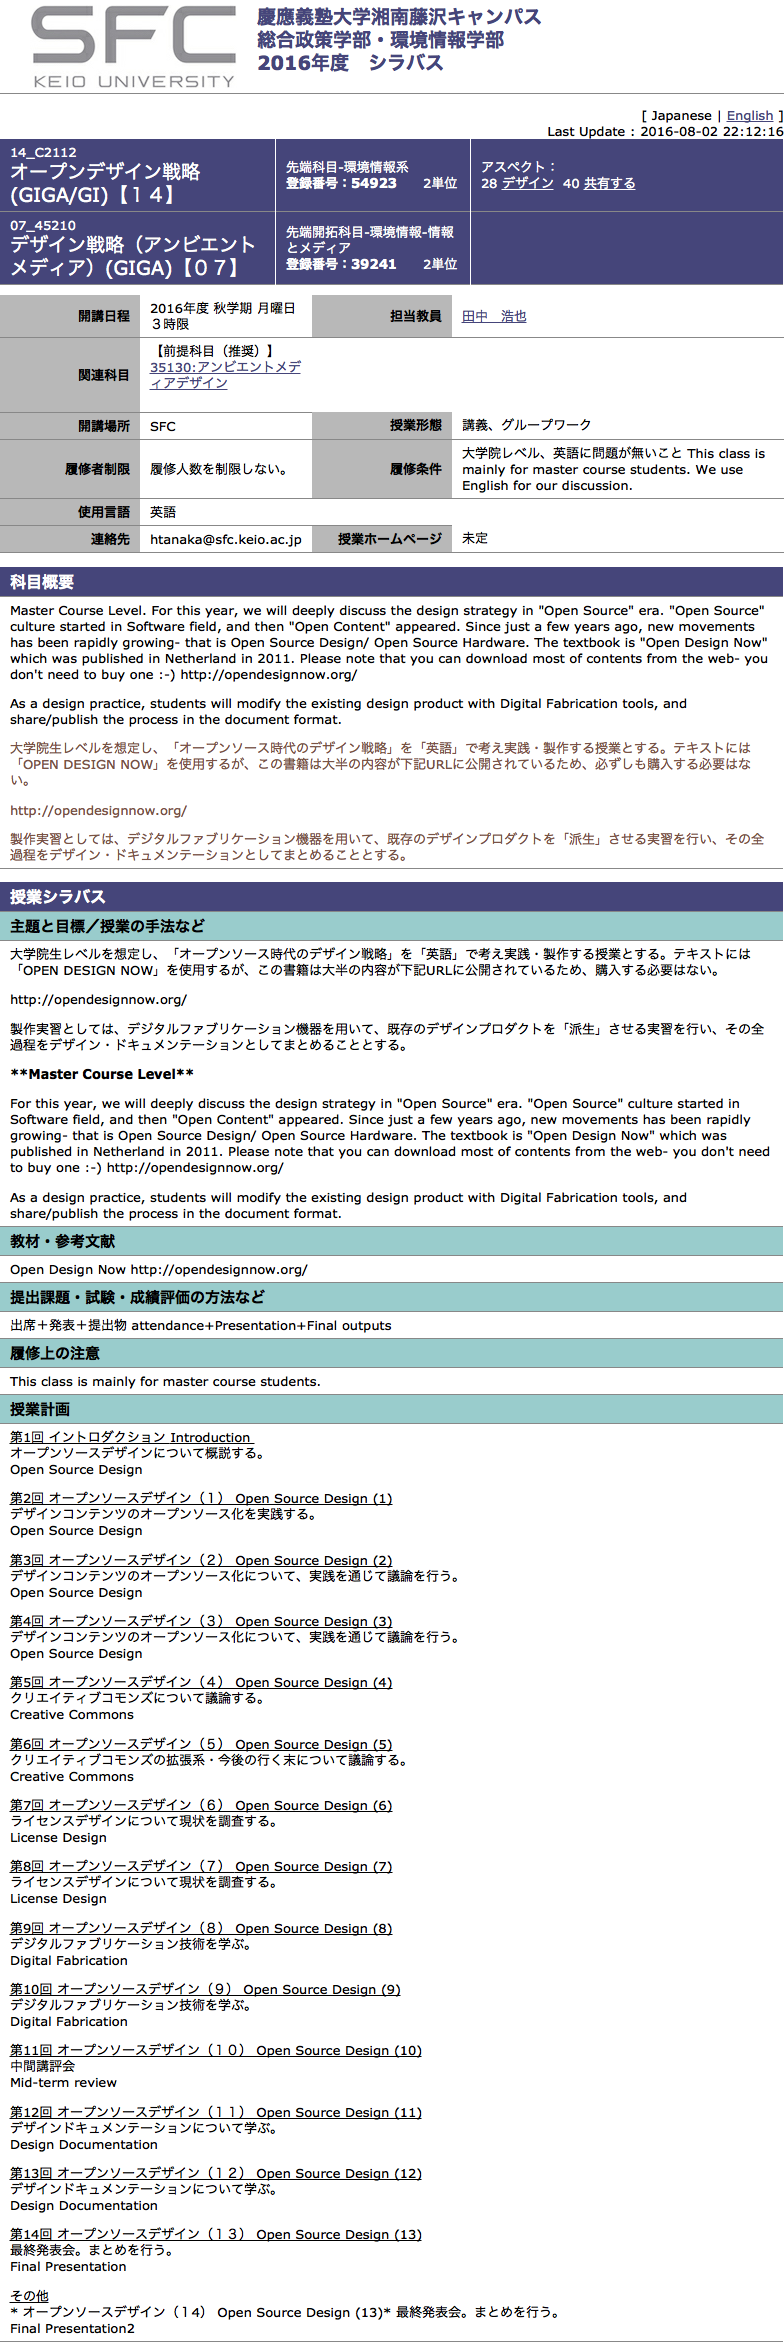 SFC
KEIO UNIVERSITY
慶應義塾大学湘南藤沢キャンパス
総合政策学部・環境情報学部
2016年度　シラバス
[ Japanese | English ]
Last Update : 2016-08-02 22:12:16
14_C2112
オープンデザイン戦略
(GIGA/GI)【１４】
先端科目-環境情報系
登録番号：54923　　2単位
アスペクト：
28 デザイン　40 共有する
07_45210
デザイン戦略（アンビエント
メディア）(GIGA)【０７】
先端開拓科目-環境情報-情報
とメディア
登録番号：39241　　2単位
開講日程
2016年度 秋学期 月曜日
３時限
担当教員
田中　浩也
関連科目
【前提科目（推奨）】
35130:アンビエントメデ
ィアデザイン
開講場所
SFC
授業形態
講義、グループワーク
履修者制限
履修人数を制限しない。
履修条件
大学院レベル、英語に問題が無いこと This class is
mainly for master course students. We use
English for our discussion.
使用言語
英語
連絡先
htanaka@sfc.keio.ac.jp
授業ホームページ
未定
科目概要
Master Course Level. For this year, we will deeply discuss the design strategy in "Open Source" era. "Open Source"
culture started in Software field, and then "Open Content" appeared. Since just a few years ago, new movements
has been rapidly growing- that is Open Source Design/ Open Source Hardware. The textbook is "Open Design Now"
which was published in Netherland in 2011. Please note that you can download most of contents from the web- you
don't need to buy one :-) http://opendesignnow.org/
As a design practice, students will modify the existing design product with Digital Fabrication tools, and
share/publish the process in the document format.
大学院生レベルを想定し、「オープンソース時代のデザイン戦略」を「英語」で考え実践・製作する授業とする。テキストには
「OPEN DESIGN NOW」を使用するが、この書籍は大半の内容が下記URLに公開されているため、必ずしも購入する必要はな
い。
http://opendesignnow.org/
製作実習としては、デジタルファブリケーション機器を用いて、既存のデザインプロダクトを「派生」させる実習を行い、その全
過程をデザイン・ドキュメンテーションとしてまとめることとする。
授業シラバス
主題と目標／授業の手法など
大学院生レベルを想定し、「オープンソース時代のデザイン戦略」を「英語」で考え実践・製作する授業とする。テキストには
「OPEN DESIGN NOW」を使用するが、この書籍は大半の内容が下記URLに公開されているため、購入する必要はない。
http://opendesignnow.org/
製作実習としては、デジタルファブリケーション機器を用いて、既存のデザインプロダクトを「派生」させる実習を行い、その全
過程をデザイン・ドキュメンテーションとしてまとめることとする。
**Master Course Level**
For this year, we will deeply discuss the design strategy in "Open Source" era. "Open Source" culture started in
Software field, and then "Open Content" appeared. Since just a few years ago, new movements has been rapidly
growing- that is Open Source Design/ Open Source Hardware. The textbook is "Open Design Now" which was
published in Netherland in 2011. Please note that you can download most of contents from the web- you don't need
to buy one :-) http://opendesignnow.org/
As a design practice, students will modify the existing design product with Digital Fabrication tools, and
share/publish the process in the document format.
教材・参考文献
Open Design Now http://opendesignnow.org/
提出課題・試験・成績評価の方法など
出席＋発表＋提出物 attendance+Presentation+Final outputs
履修上の注意
This class is mainly for master course students.
授業計画
第1回 イントロダクション Introduction
オープンソースデザインについて概説する。
Open Source Design
第2回 オープンソースデザイン（１） Open Source Design (1)
デザインコンテンツのオープンソース化を実践する。
Open Source Design
第3回 オープンソースデザイン（２） Open Source Design (2)
デザインコンテンツのオープンソース化について、実践を通じて議論を行う。
Open Source Design
第4回 オープンソースデザイン（３） Open Source Design (3)
デザインコンテンツのオープンソース化について、実践を通じて議論を行う。
Open Source Design
第5回 オープンソースデザイン（４） Open Source Design (4)
クリエイティブコモンズについて議論する。
Creative Commons
第6回 オープンソースデザイン（５） Open Source Design (5)
クリエイティブコモンズの拡張系・今後の行く末について議論する。
Creative Commons
第7回 オープンソースデザイン（６） Open Source Design (6)
ライセンスデザインについて現状を調査する。
License Design
第8回 オープンソースデザイン（７） Open Source Design (7)
ライセンスデザインについて現状を調査する。
License Design
第9回 オープンソースデザイン（８） Open Source Design (8)
デジタルファブリケーション技術を学ぶ。
Digital Fabrication
第10回 オープンソースデザイン（９） Open Source Design (9)
デジタルファブリケーション技術を学ぶ。
Digital Fabrication
第11回 オープンソースデザイン（１０） Open Source Design (10)
中間講評会
Mid-term review
第12回 オープンソースデザイン（１１） Open Source Design (11)
デザインドキュメンテーションについて学ぶ。
Design Documentation
第13回 オープンソースデザイン（１２） Open Source Design (12)
デザインドキュメンテーションについて学ぶ。
Design Documentation
第14回 オープンソースデザイン（１３） Open Source Design (13)
最終発表会。まとめを行う。
Final Presentation
その他
* オープンソースデザイン（１4） Open Source Design (13)* 最終発表会。まとめを行う。
Final Presentation2